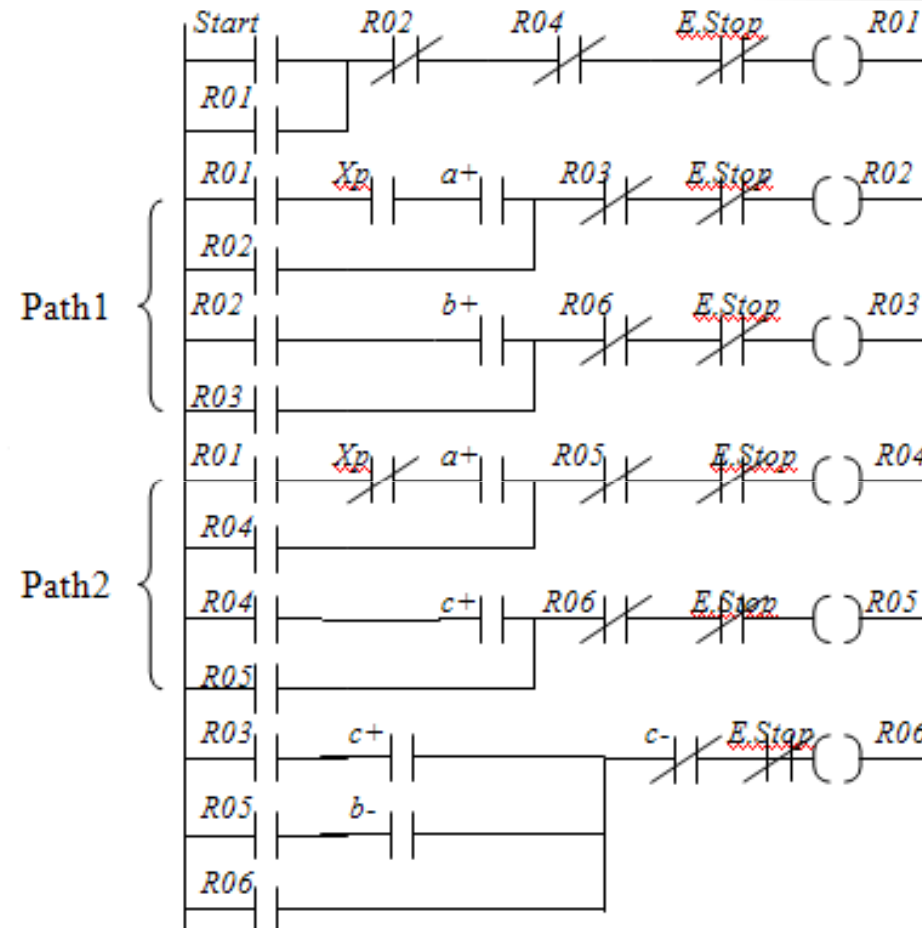 Start R02 R04 E.Stop R01
R01
R01 Xp a+ R03 E.Stop R02
R02
Path1
R02 b+ R06 E.Stop R03
R03
R01 Xp a+ R05 E.Stop R04
R04
Path2
R04 c+ R06 E.Stop R05
R05
R03 c+ c- E.Stop R06
R05 b-
R06